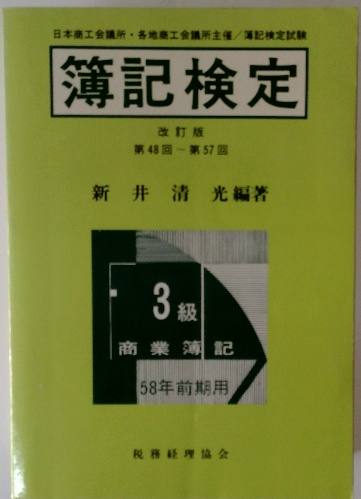 日本商工会議所・各地商工会議所主催/簿記検定試験
簿記検定
改訂版
第48回~第57回
新井清光編著
3級
商業簿記
58年前期用
税務経理協会